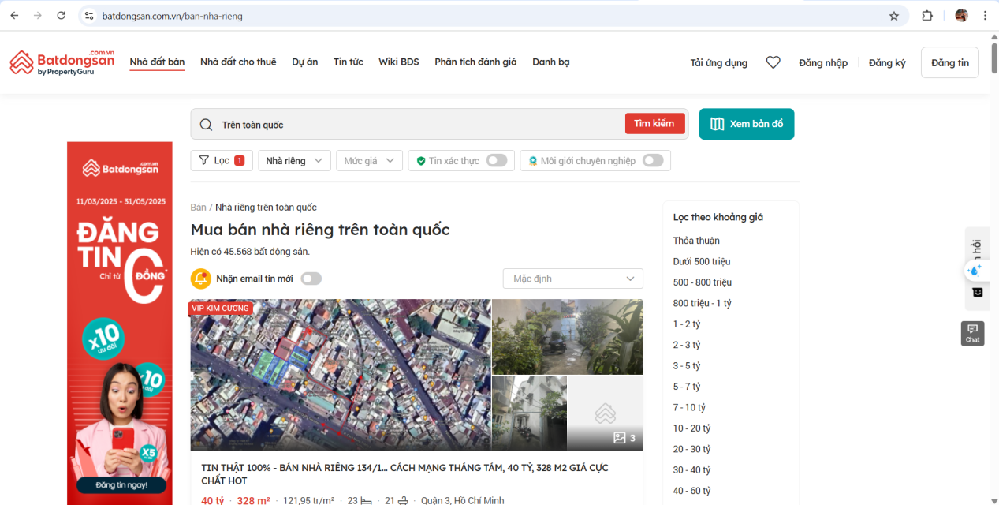 batdongsan.com.vn/ban-nha-rieng
Batdongsan
.com.vn
by PropertyGuru
Nhà đất bán
Nhà đất cho thuê
Dự án
Tin tức
Wiki BĐS
Phân tích đánh giá
Danh bạ
Tải ứng dụng
Đăng nhập
Đăng ký
Đăng tin
Trên toàn quốc
Tìm kiếm
Xem bản đồ
Lọc 1
Nhà riêng
Mức giá
Tin xác thực
Môi giới chuyên nghiệp
Batdongsan
.com.vn
11/03/2025 - 31/05/2025
ĐĂNG
TIN
Chỉ từ
0
ĐỒNG*
x10
ưu đãi
-10
X5
Đăng tin ngay!
Bán / Nhà riêng trên toàn quốc
Mua bán nhà riêng trên toàn quốc
Hiện có 45.568 bất động sản.
Nhận email tin mới
Mặc định
VIP KIM CƯƠNG
3
TIN THẬT 100% - BÁN NHÀ RIÊNG 134/1... CÁCH MẠNG THÁNG TÁM, 40 TỶ, 328 M2 GIÁ CỰC
CHẤT HOT
40 tỷ · 328 m² · 121,95 tr/m² · 23 · 21 · Quận 3, Hồ Chí Minh
Lọc theo khoảng giá
Thỏa thuận
Dưới 500 triệu
500 - 800 triệu
800 triệu - 1 tỷ
1 - 2 tỷ
2 - 3 tỷ
3 - 5 tỷ
5 - 7 tỷ
7 - 10 tỷ
10 - 20 tỷ
20 - 30 tỷ
30 - 40 tỷ
40 - 60 tỷ
hồi
Chat